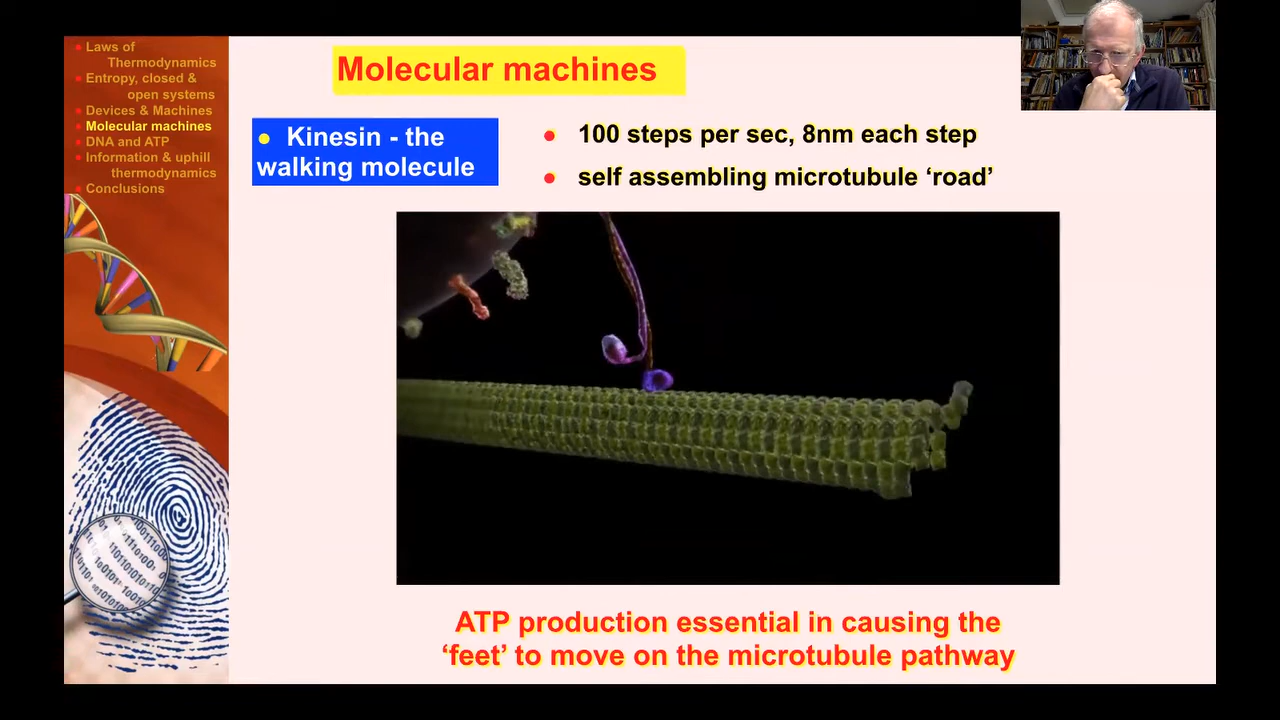 Laws of
Thermodynamics
Entropy, closed &
open systems
Devices & Machines
Molecular machines
DNA and ATP
Information & uphill
thermodynamics
Conclusions
Molecular machines
Kinesin - the
walking molecule
100 steps per sec, 8nm each step
self assembling microtubule ‘road’
ATP production essential in causing the
‘feet’ to move on the microtubule pathway